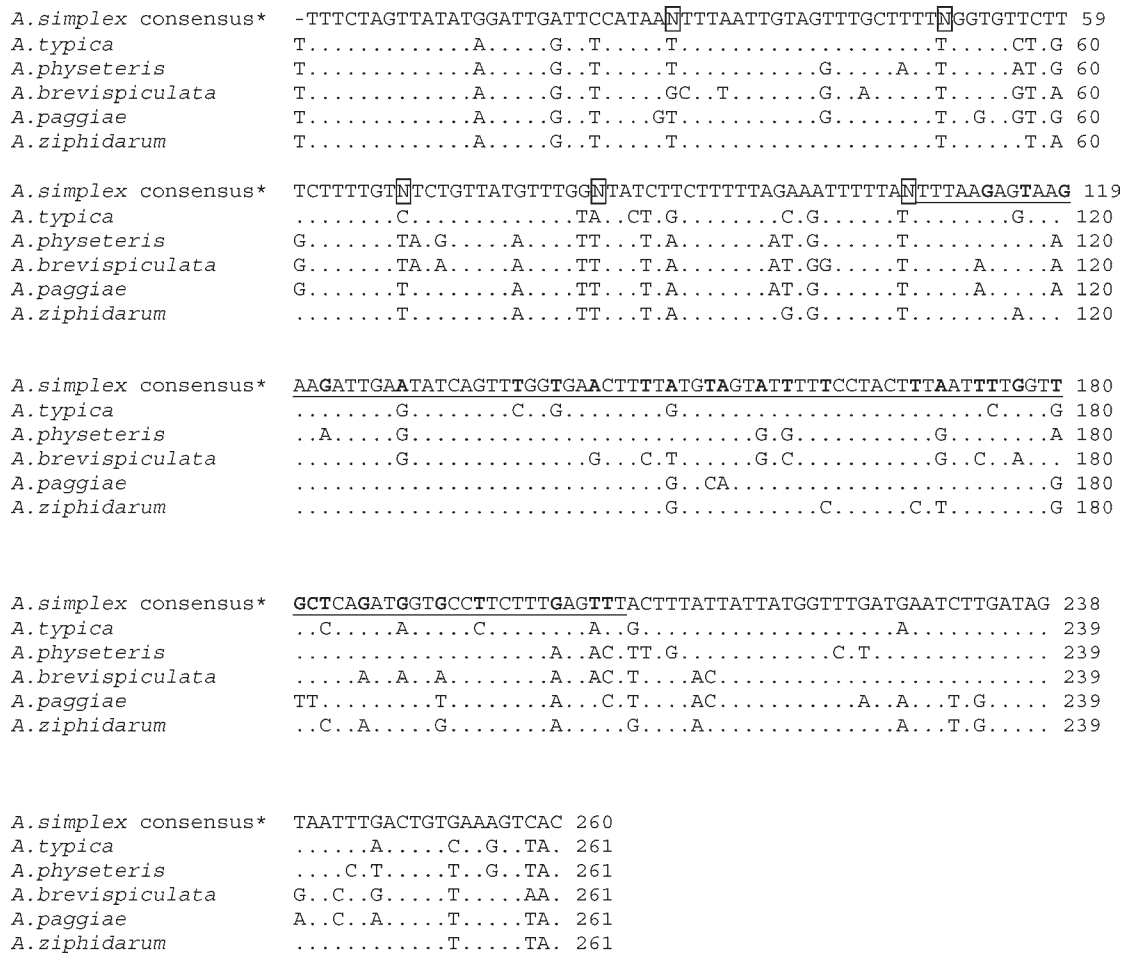 A.simplex consensus* -TTTCTAGTTATATGGATTGATTCCATAANTTTAATTGTAGTTTGCTTTTNGGTGTTCTT 59
A.typica T.............A.....G..T.....T....................T.....CT.G 60
A.physeteris T.............A.....G..T.....T...........G.....A..T.....AT.G 60
A.brevispiculata T.............A.....G..T.....GC..T.......G..A.....T.....GT.A 60
A.paggiae T.............A.....G..T....GT...........G........T..G..GT.G 60
A.ziphidarum T.............A.....G..T.....T....................T......T.A 60
A.simplex consensus* TCTTTTGTNTCTGTTATGTTTGGNTATCTTCTTTTTAGAAATTTTTANTTTAAGAGTAAG 119
A.typica ........C.............TA..CT.G........C.G......T........G... 120
A.physeteris G.......TA.G.....A....TT...T.A.......AT.G......T...........A 120
A.brevispiculata G.......TA.A.....A....TT...T.A.......AT.GG.....T.....A.....A 120
A.paggiae G.......T........A....TT...T.A.......AT.G......T.....A.....A 120
A.ziphidarum ........T........A....TT...T.A........G.G......T........A... 120
A.simplex consensus* AAGATTGAATATCAGTTTGGTGAACTTTTATGTAGTATTTTTCCTACTTTAATTTTGGTT 180
A.typica ........G........C..G........G........................C....G 180
A.physeteris ..A.....G...........................G.G...........G........A 180
A.brevispiculata ........G..............G...C.T......G.C...........G..C..A... 180
A.paggiae .............................G..CA.........................G 180
A.ziphidarum .............................G...........C......C.T........G 180
A.simplex consensus* GCTCAGATGGTGCCTTCTTTGAGTTTACTTTATTATTATGGTTTGATGAATCTTGATAG 238
A.typica ..C.....A.....C........A..G....................A........... 239
A.physeteris ....................A..AC.TT.G............C.T.............. 239
A.brevispiculata .....A..A..A........A..AC.T....AC.......................... 239
A.paggiae TT.........T........A...C.T....AC...........A..A...T.G..... 239
A.ziphidarum ..C..A.....G........A.....G....A...............A...T.G..... 239
A.simplex consensus* TAATTTGACTGTGAAAGTCAC 260
A.typica ......A.....C..G..TA. 261
A.physeteris ....C.T.....T..G..TA. 261
A.brevispiculata G..C..G.....T.....AA. 261
A.paggiae A..C..A.....T.....TA. 261
A.ziphidarum ............T.....TA. 261